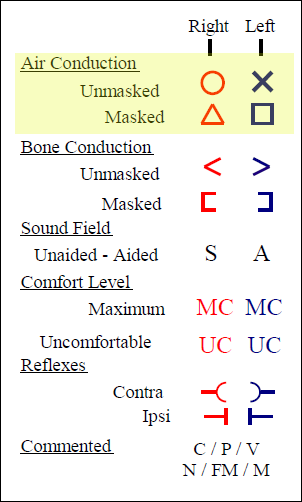 Right Left
Air Conduction
Unmasked
Masked
Bone Conduction
Unmasked
Masked
Sound Field
Unaided - Aided S A
Comfort Level
Maximum MC MC
Uncomfortable UC UC
Reflexes
Contra
Ipsi
Commented C / P / V
N / FM / M